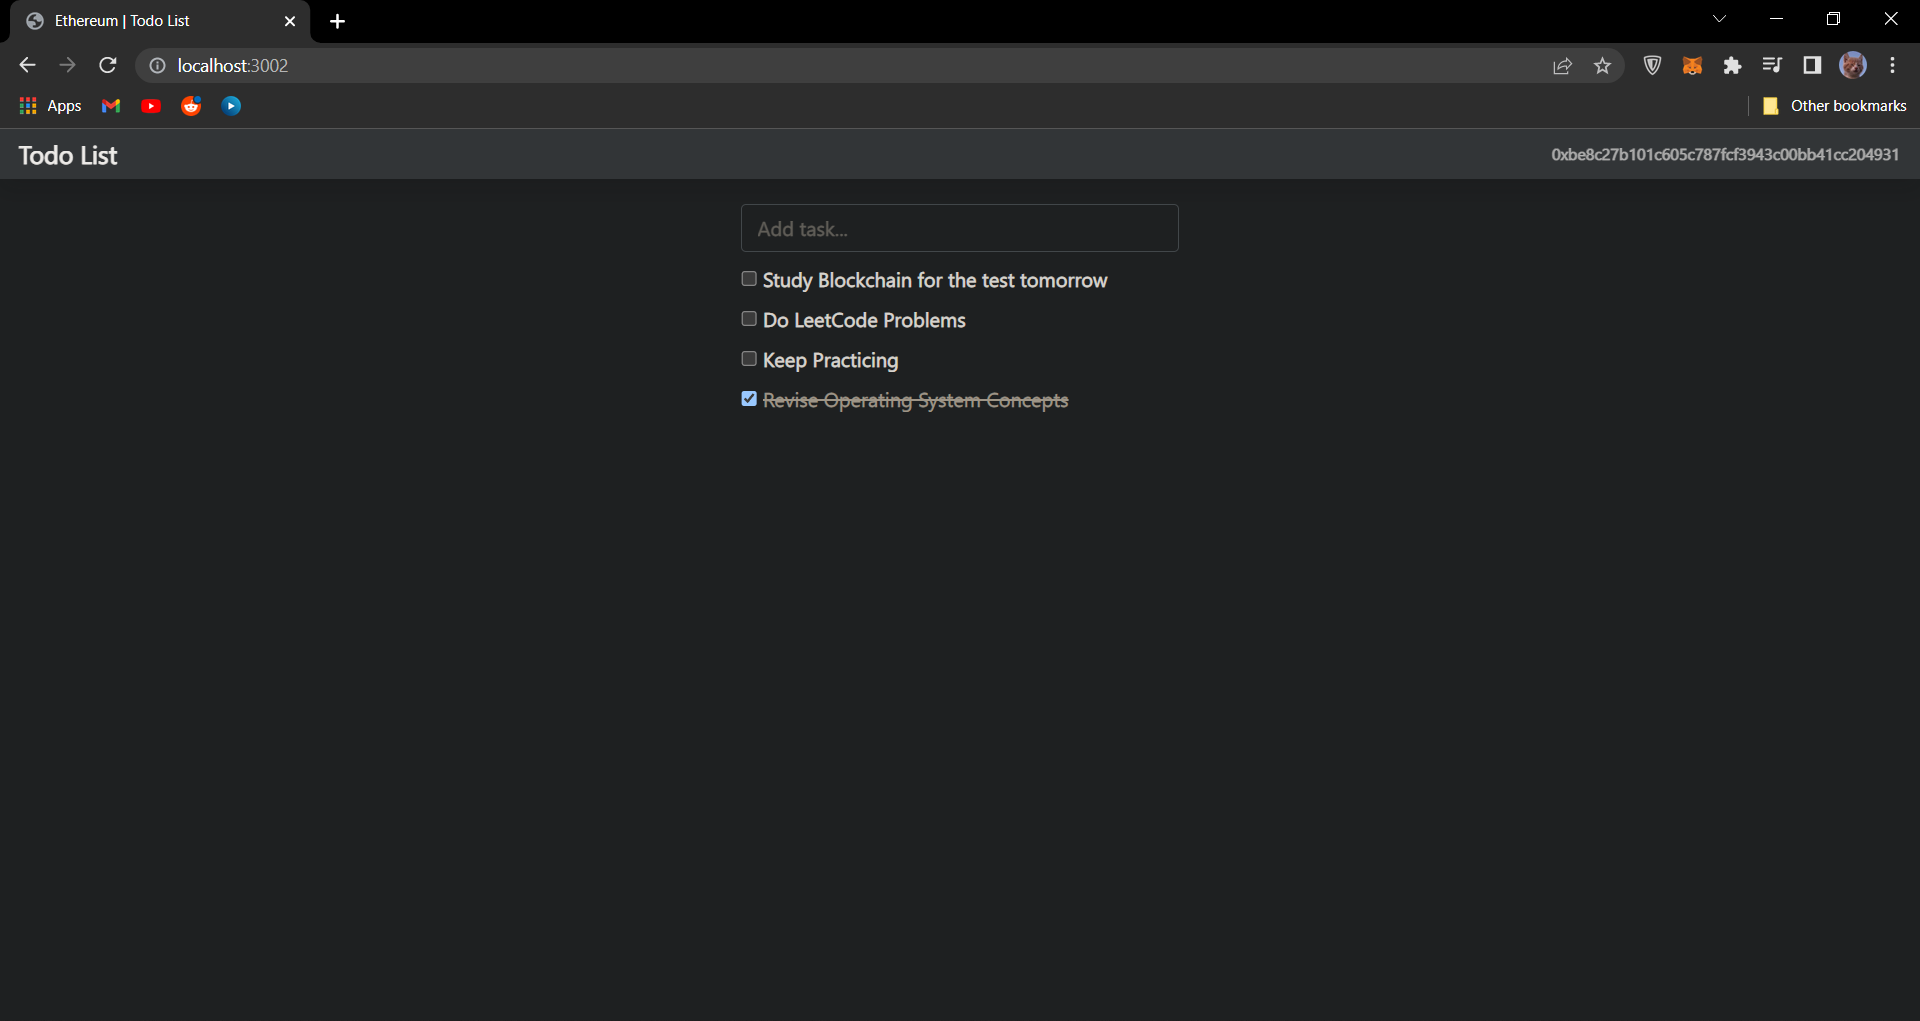 Ethereum | Todo List
localhost:3002
Apps
Other bookmarks
Todo List
0xbe8c27b101c605c787fcf3943c00bb41cc204931
Add task...
Study Blockchain for the test tomorrow
Do LeetCode Problems
Keep Practicing
Revise Operating System Concepts